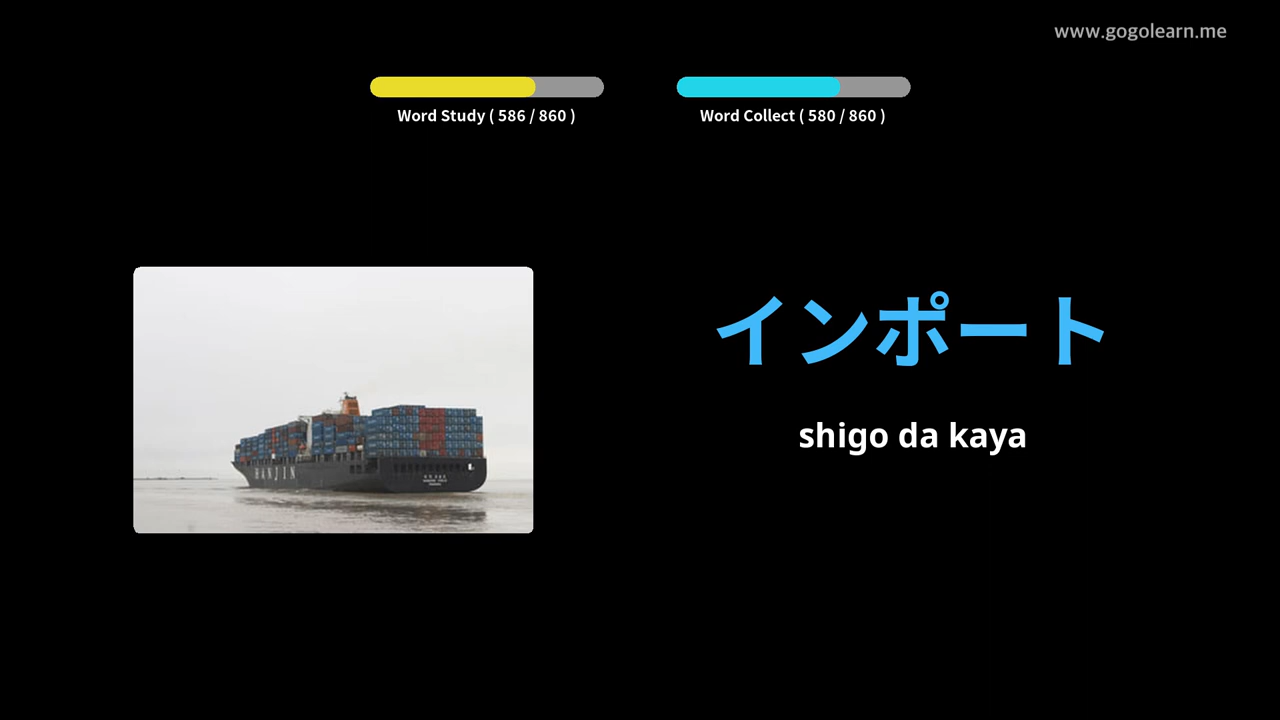 www.gogolearn.me
Word Study ( 586 / 860 )
Word Collect ( 580 / 860 )
インポート
shigo da kaya
HANJIN